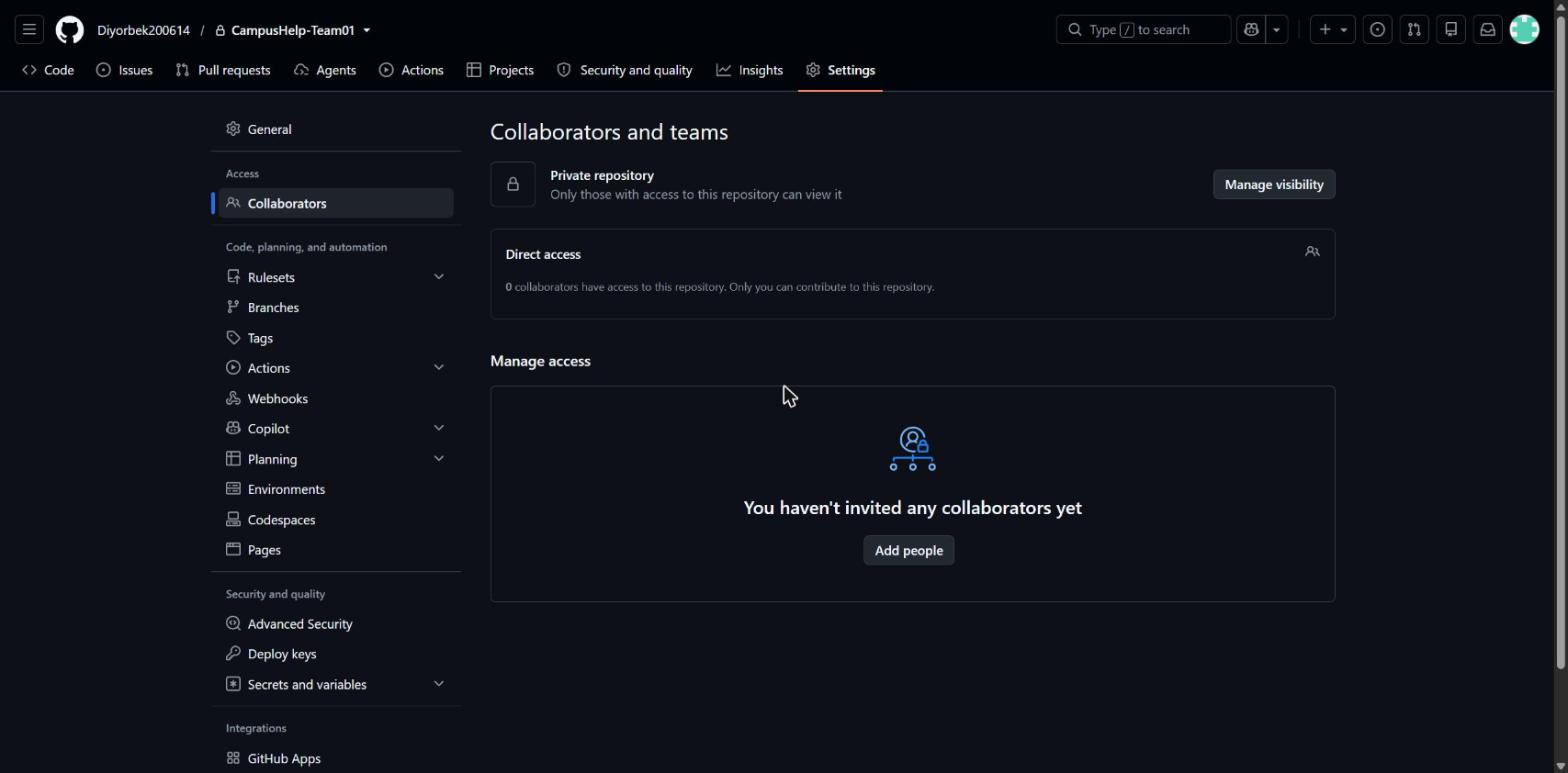 Diyorbek200614 / CampusHelp-Team01
Type / to search
Code Issues Pull requests Agents Actions Projects Security and quality Insights Settings
General
Access
Collaborators
Code, planning, and automation
Rulesets
Branches
Tags
Actions
Webhooks
Copilot
Planning
Environments
Codespaces
Pages
Security and quality
Advanced Security
Deploy keys
Secrets and variables
Integrations
GitHub Apps
Collaborators and teams
Private repository
Only those with access to this repository can view it
Manage visibility
Direct access
0 collaborators have access to this repository. Only you can contribute to this repository.
Manage access
You haven't invited any collaborators yet
Add people